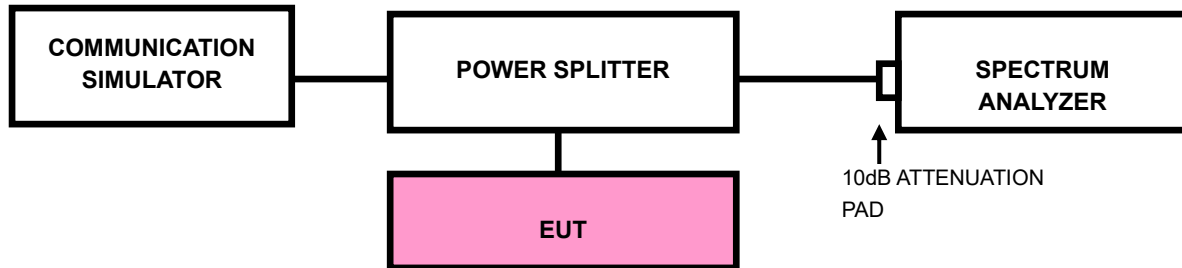 COMMUNICATION
SIMULATOR
POWER SPLITTER
SPECTRUM
ANALYZER
10dB ATTENUATION
PAD
EUT